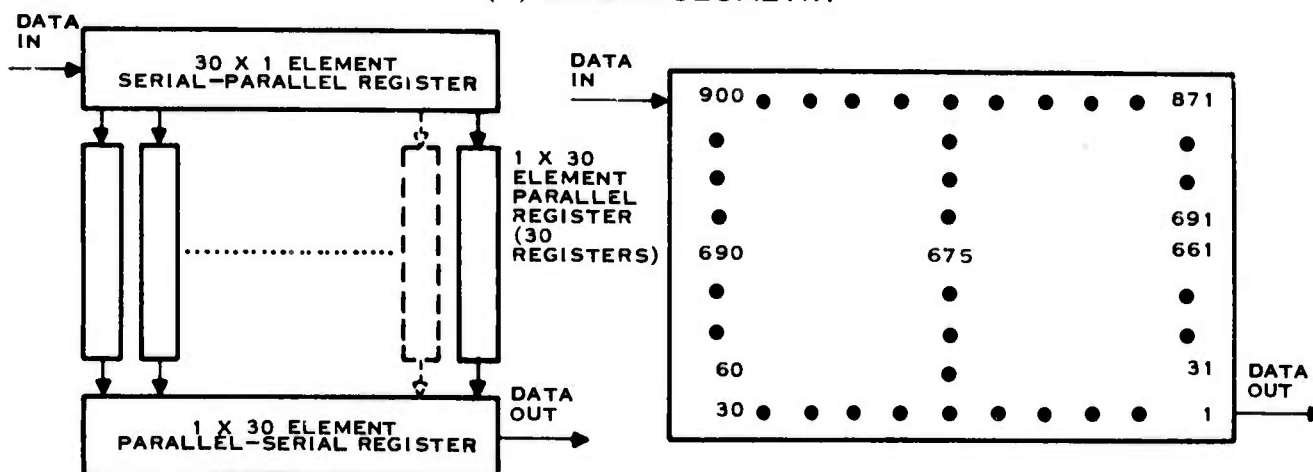 DATA
IN
30 X 1 ELEMENT
SERIAL-PARALLEL REGISTER
1 X 30
ELEMENT
PARALLEL
REGISTER
(30
REGISTERS)
1 X 30 ELEMENT
PARALLEL-SERIAL REGISTER
DATA
OUT
DATA
IN
900 871
691
690 675 661
60 31
30 1
DATA
OUT